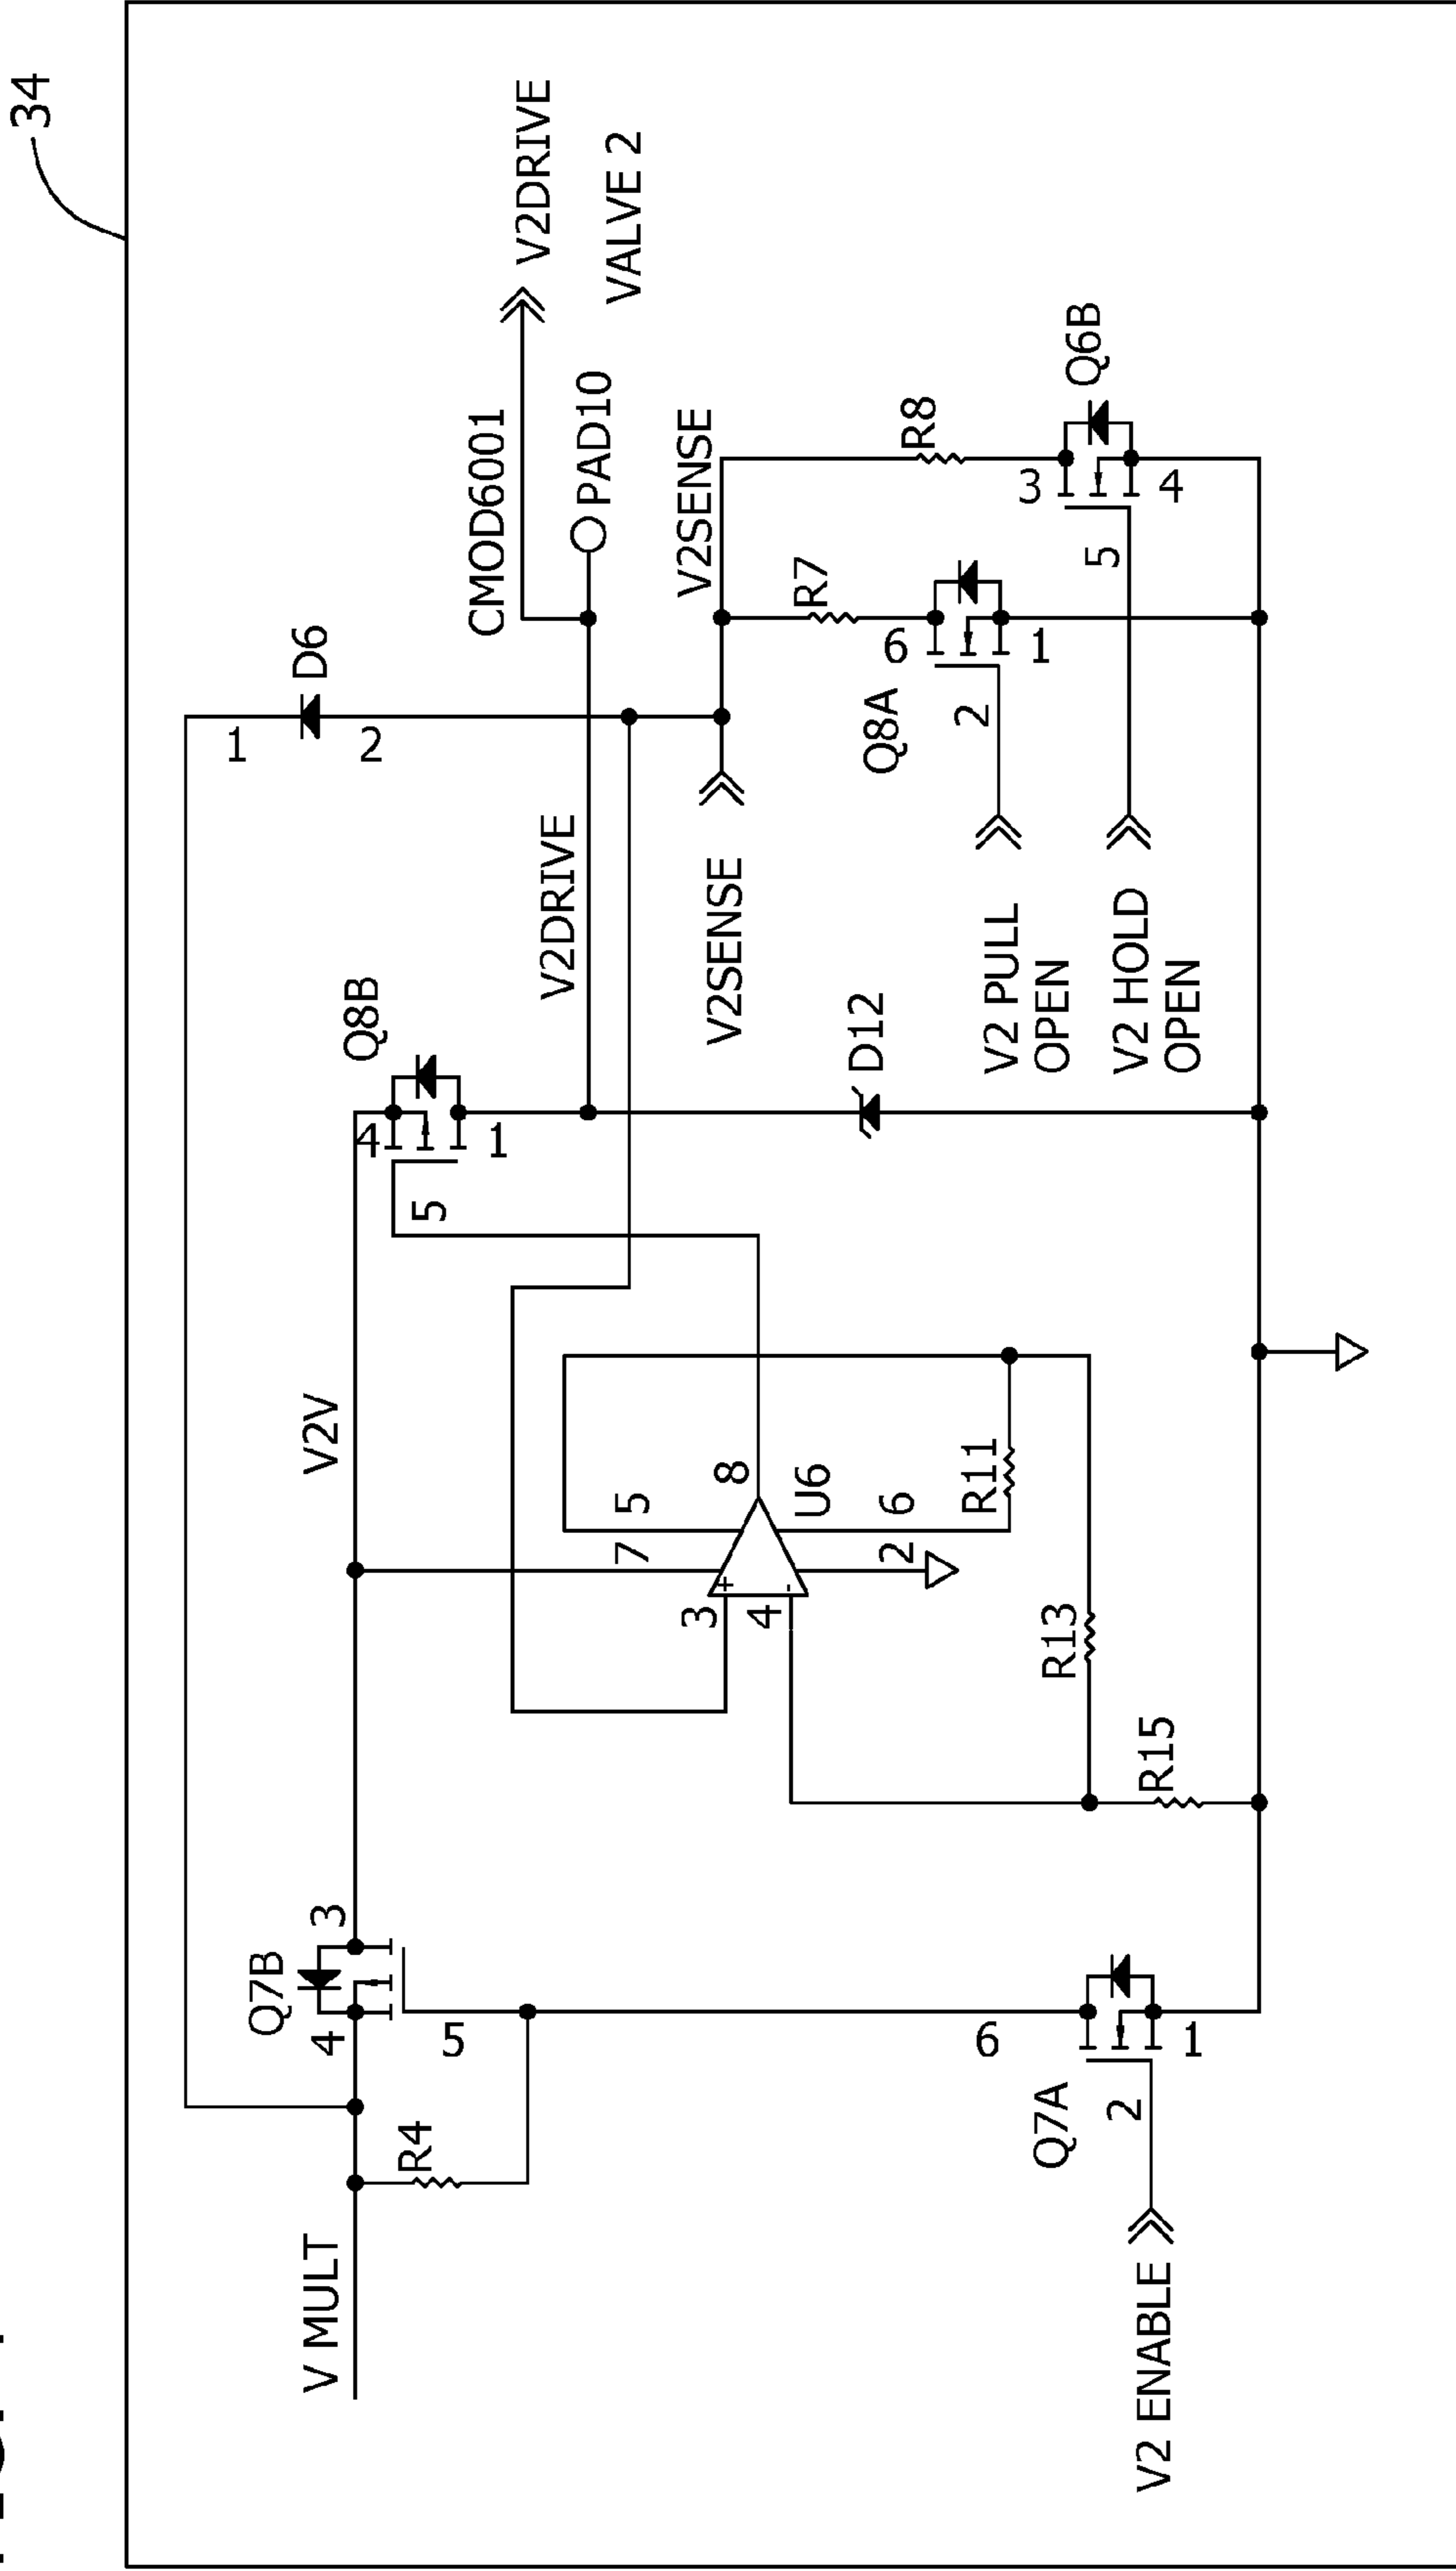 34
V MULT
R4
Q7B
4
3
5
V2V
D6
1
2
Q8B
4
1
5
CMOD6001
V2DRIVE
VALVE 2
PAD10
V2DRIVE
V2SENSE
V2SENSE
R7
R8
Q8A
6
1
2
Q6B
3
4
5
V2 PULL
OPEN
V2 HOLD
OPEN
D12
3
+
4
-
7
5
8
U6
2
6
R11
R13
R15
Q7A
6
1
2
V2 ENABLE